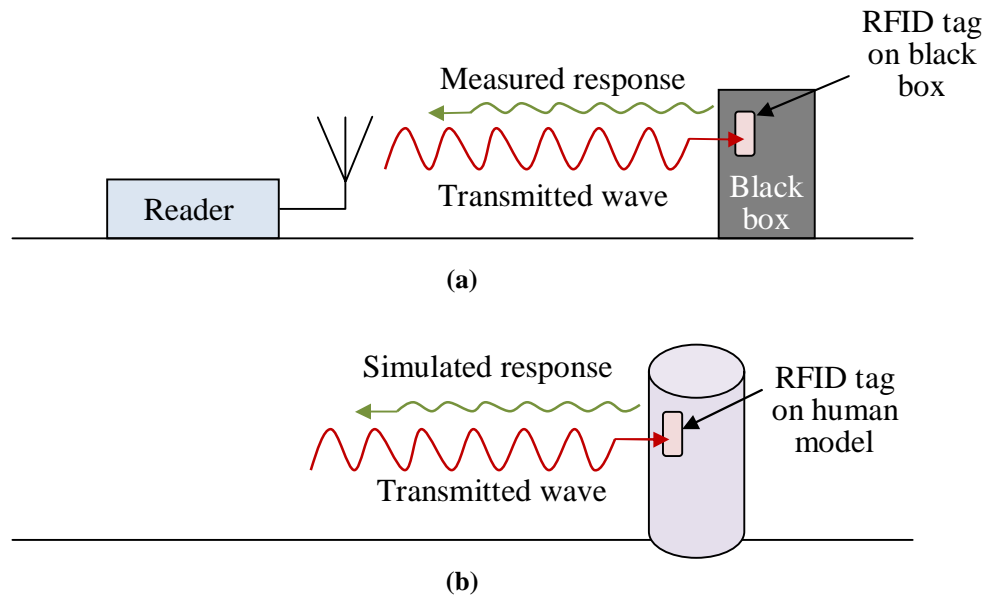 RFID tag
on black
box
Measured response
Transmitted wave
Reader
Black
box
(a)
Simulated response
RFID tag
on human
model
Transmitted wave
(b)